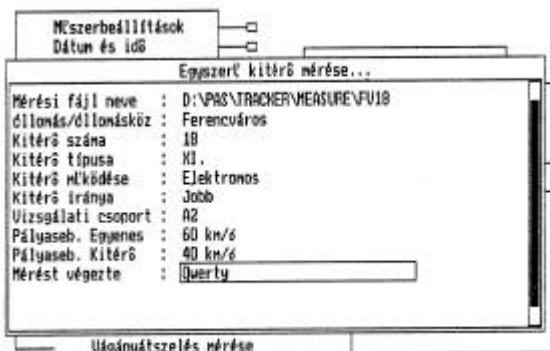 Műszerbeállítások
Dátum és idő
Egyszerű kitérő mérése...
Mérési fájl neve : D:\PAS\TRACKER\MEASURE\FV18
állomás/állomásköz : Ferencváros
Kitérő száma : 18
Kitérő típusa : XI.
Kitérő működése : Elektromos
Kitérő iránya : Jobb
Vizsgálati csoport : A2
Pályaseb. Egyenes : 60 km/ó
Pályaseb. Kitérő : 40 km/ó
Mérést végezte : Qwerty
Vágányátszelés mérése